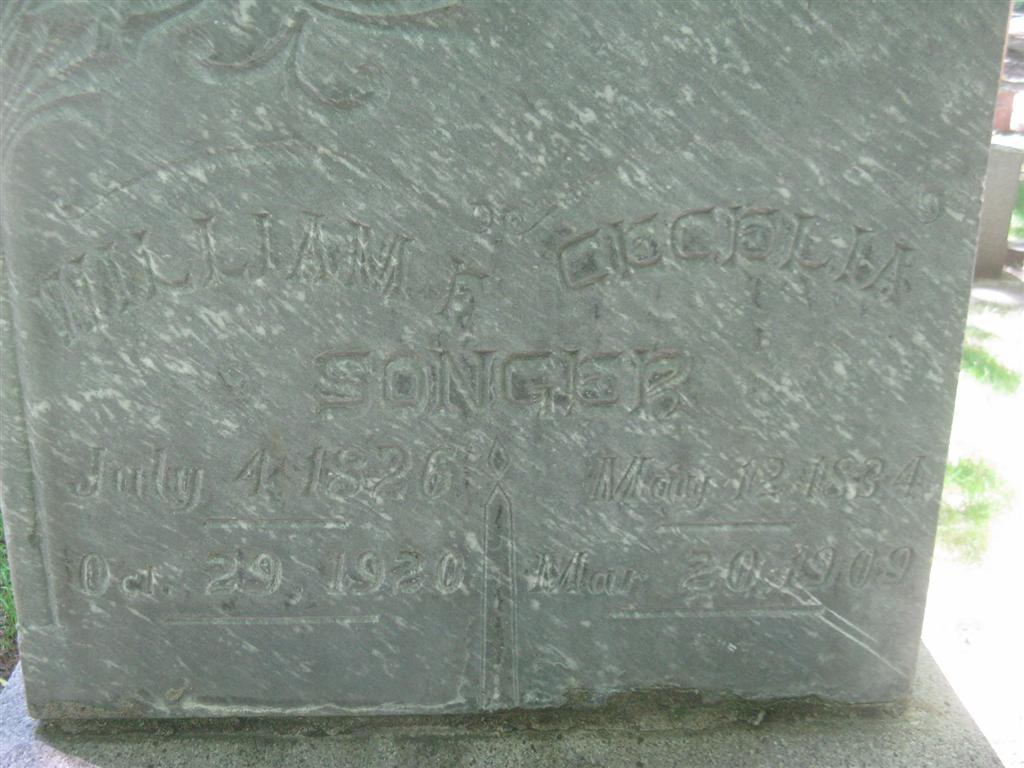 WILLIAM F. CECELIA
SONGER
July 4, 1826 May 12, 1834
Oct. 29, 1920 Mar 20, 1909